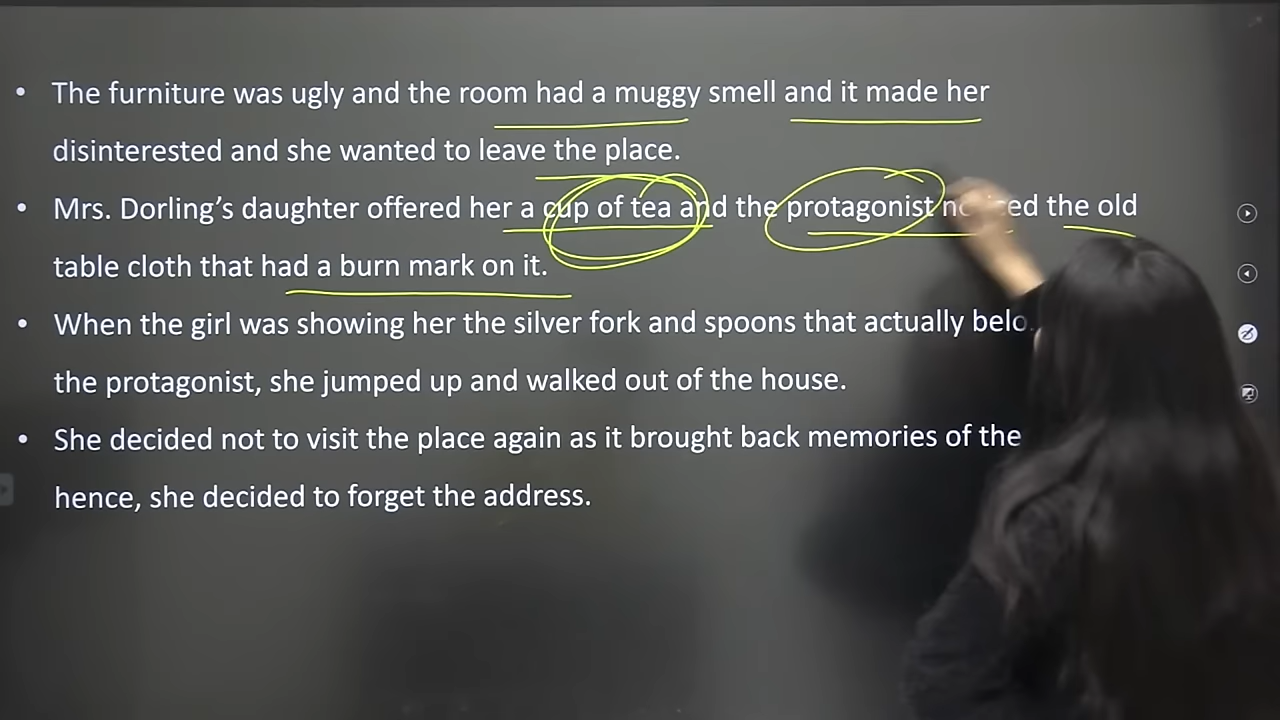 • The furniture was ugly and the room had a muggy smell and it made her
disinterested and she wanted to leave the place.
• Mrs. Dorling's daughter offered her a cup of tea and the protagonist the old
table cloth that had a burn mark on it.
• When the girl was showing her the silver fork and spoons that actually
the protagonist, she jumped up and walked out of the house.
• She decided not to visit the place again as it brought back memories of the
hence, she decided to forget the address.